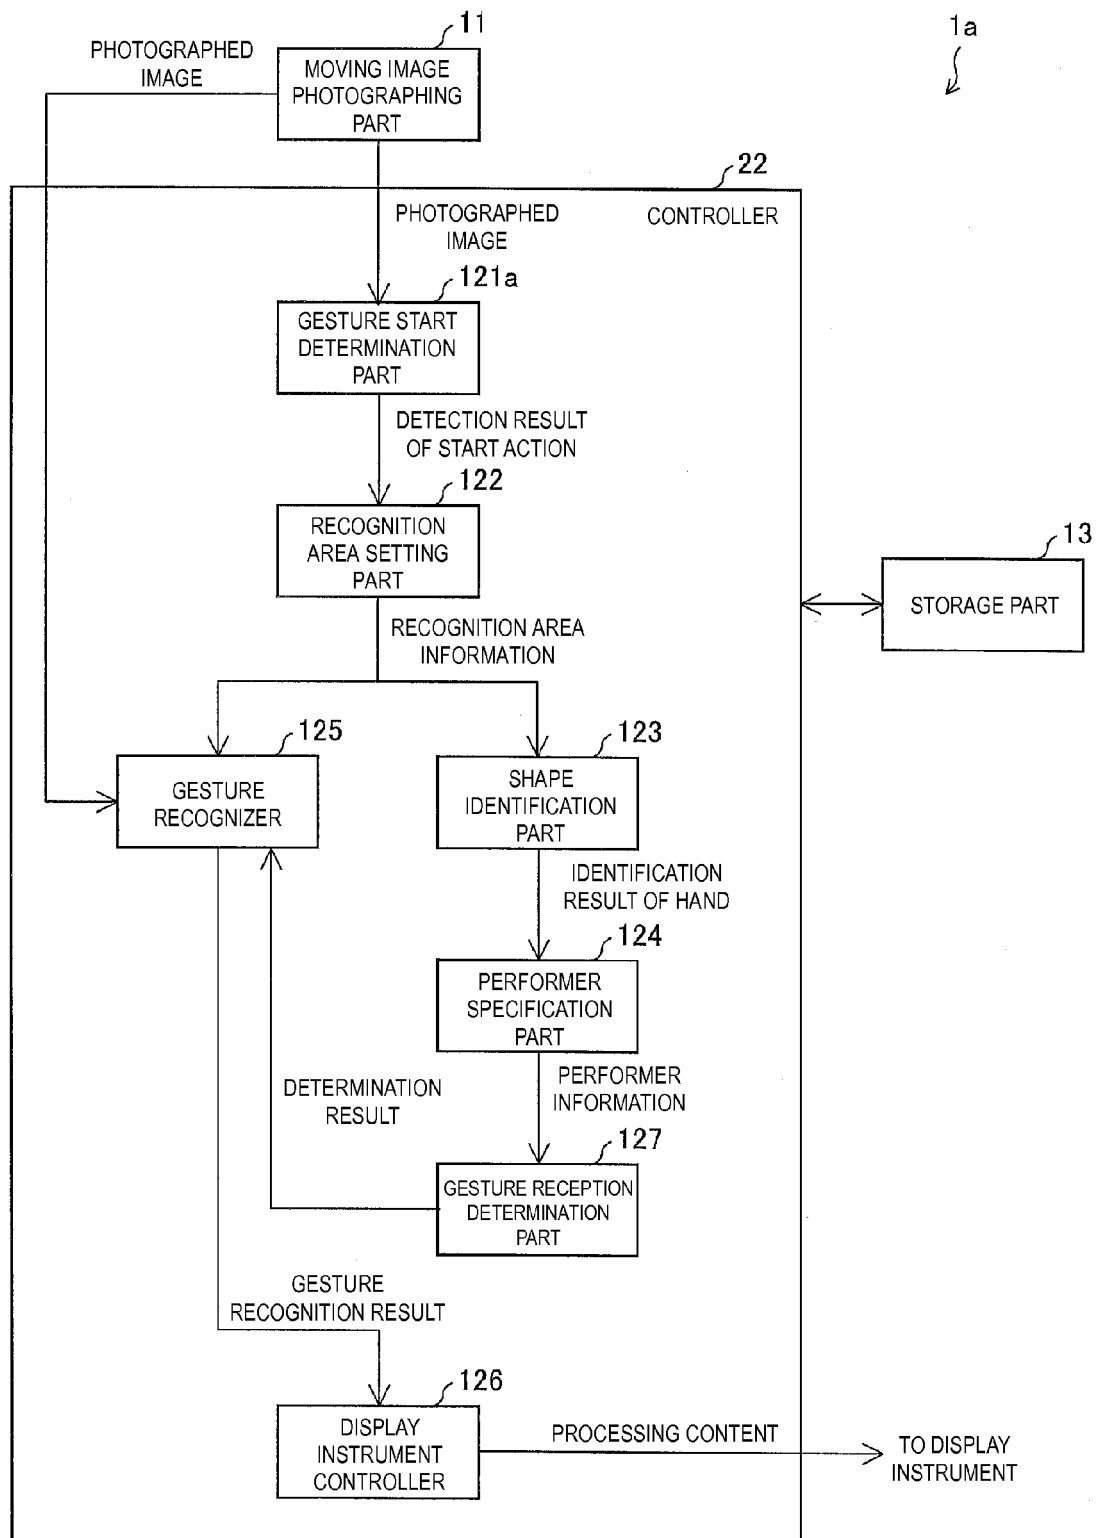 11
1a
PHOTOGRAPHED
IMAGE
MOVING IMAGE
PHOTOGRAPHING
PART
22
CONTROLLER
PHOTOGRAPHED
IMAGE
121a
GESTURE START
DETERMINATION
PART
DETECTION RESULT
OF START ACTION
122
RECOGNITION
AREA SETTING
PART
13
STORAGE PART
RECOGNITION AREA
INFORMATION
125
GESTURE
RECOGNIZER
123
SHAPE
IDENTIFICATION
PART
IDENTIFICATION
RESULT OF HAND
124
PERFORMER
SPECIFICATION
PART
DETERMINATION
RESULT
PERFORMER
INFORMATION
127
GESTURE RECEPTION
DETERMINATION
PART
GESTURE
RECOGNITION RESULT
126
DISPLAY
INSTRUMENT
CONTROLLER
PROCESSING CONTENT
TO DISPLAY
INSTRUMENT